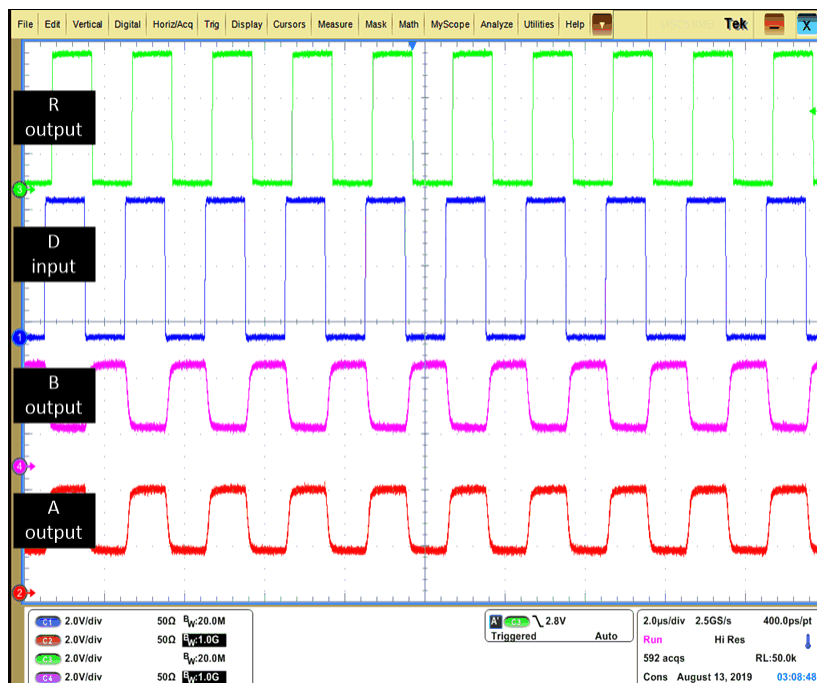 File Edit Vertical Digital Horiz/Acq Trig Display Cursors Measure Mask Math MyScope Analyze Utilities Help Tek X
R
output
3
D
input
1
B
output
4
A
output
2
C1 2.0V/div 50Ω BW:20.0M
C2 2.0V/div 50Ω BW:1.0G
C3 2.0V/div BW:20.0M
C4 2.0V/div 50Ω BW:1.0G
A' C3 2.8V
Triggered Auto
2.0μs/div 2.5GS/s 400.0ps/pt
Run Hi Res
592 acqs RL:50.0k
Cons August 13, 2019 03:08:48